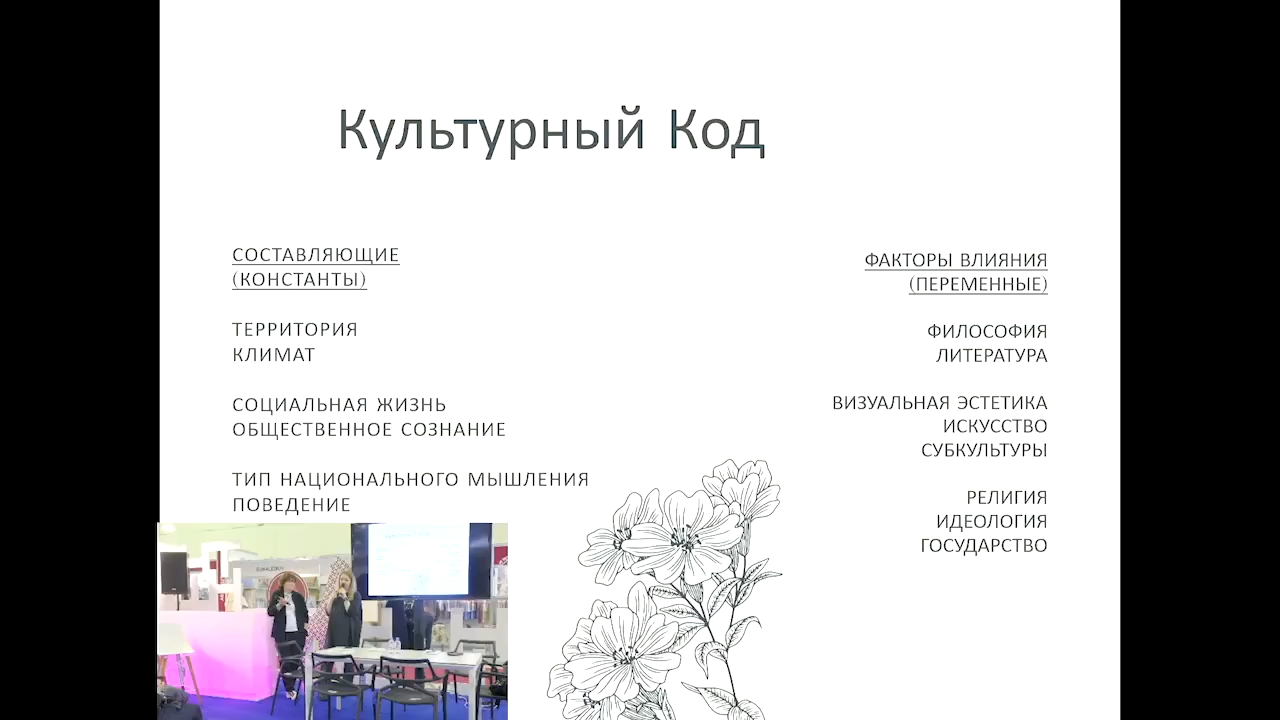 Культурный Код
СОСТАВЛЯЮЩИЕ
(КОНСТАНТЫ)
ТЕРРИТОРИЯ
КЛИМАТ
СОЦИАЛЬНАЯ ЖИЗНЬ
ОБЩЕСТВЕННОЕ СОЗНАНИЕ
ТИП НАЦИОНАЛЬНОГО МЫШЛЕНИЯ
ПОВЕДЕНИЕ
ФАКТОРЫ ВЛИЯНИЯ
(ПЕРЕМЕННЫЕ)
ФИЛОСОФИЯ
ЛИТЕРАТУРА
ВИЗУАЛЬНАЯ ЭСТЕТИКА
ИСКУССТВО
СУБКУЛЬТУРЫ
РЕЛИГИЯ
ИДЕОЛОГИЯ
ГОСУДАРСТВО